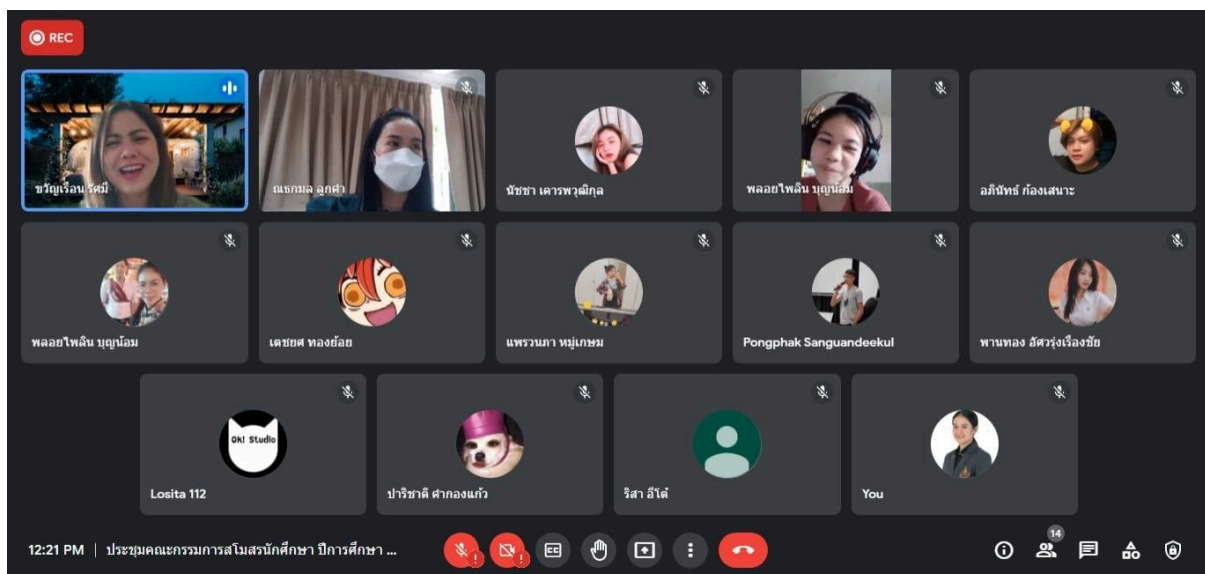 REC
ขวัญเรือน รัศมี
ณธกมล ลูกศำ
นัชชา เคารพวุฒิกุล
พลอยไพลิน บุญน้อม
อภินัทธ์ ก้องเสนาะ
พลอยไพลิน บุญน้อม
เดชยศ ทองย้อย
แพรวนภา หมู่เกษม
Pongphak Sanguandeekul
พานทอง อัศวรุ่งเรืองชัย
Oh! Studio
Losita 112
ปาริชาติ ศำกองแก้ว
ริสา อีโต้
You
12:21 PM | ประชุมคณะกรรมการสโมสรนักศึกษา ปีการศึกษา ...
CC
14